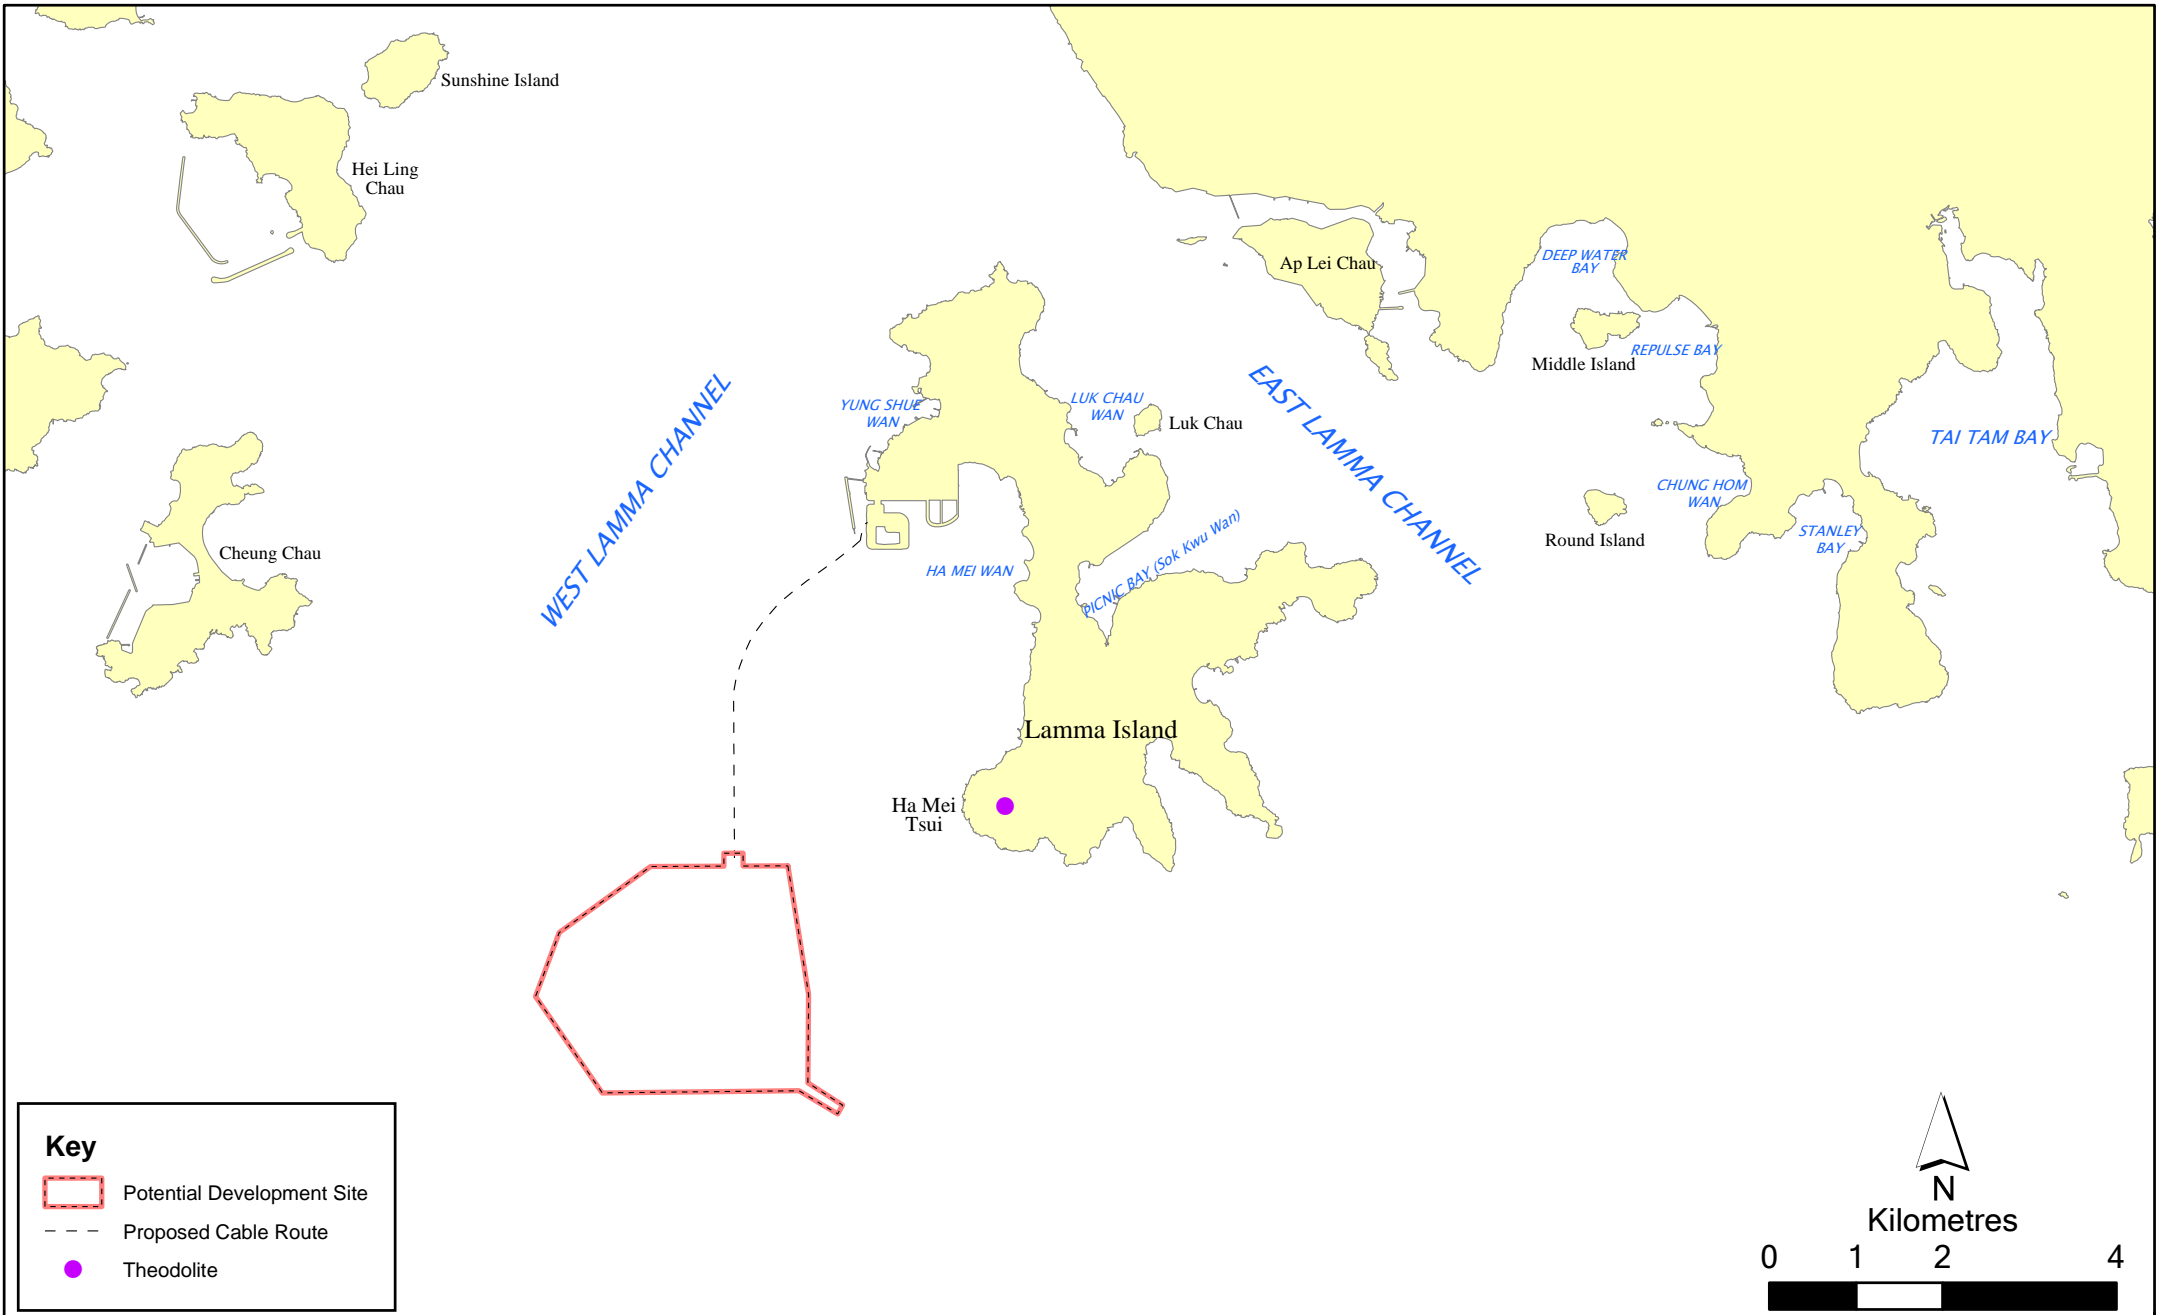 Sunshine Island
Hei Ling
Chau
Ap Lei Chau
DEEP WATER
BAY
Middle Island
REPULSE BAY
YUNG SHUE
WAN
LUK CHAU
WAN
Luk Chau
WEST LAMMA CHANNEL
EAST LAMMA CHANNEL
TAI TAM BAY
CHUNG HOM
WAN
STANLEY
BAY
Round Island
Cheung Chau
HA MEI WAN
PICNIC BAY (Sok Kwu Wan)
Lamma Island
Ha Mei
Tsui
Key
Potential Development Site
Proposed Cable Route
Theodolite
N
Kilometres
0 1 2 4